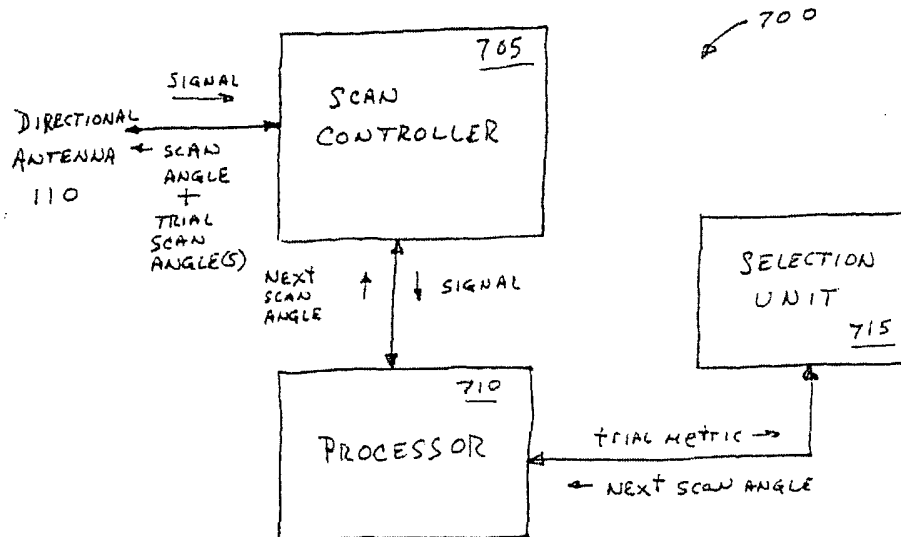 700
705
SCAN
CONTROLLER
SIGNAL
DIRECTIONAL
ANTENNA
110
SCAN
ANGLE
+
TRIAL
SCAN
ANGLE(S)
NEXT
SCAN
ANGLE
SIGNAL
SELECTION
UNIT
715
710
PROCESSOR
TRIAL METRIC
NEXT SCAN ANGLE